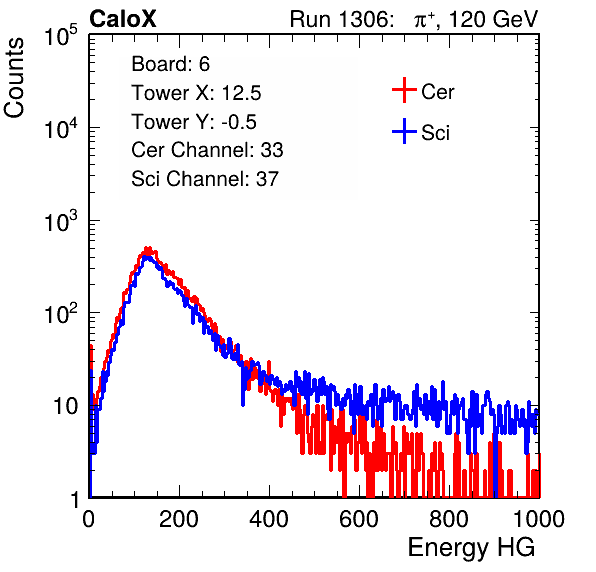 CaloX Run 1306: π⁺, 120 GeV
10⁵
Counts
Board: 6
Tower X: 12.5
Tower Y: -0.5
Cer Channel: 33
Sci Channel: 37
Cer
Sci
10⁴
10³
10²
10
1
0 200 400 600 800 1000
Energy HG